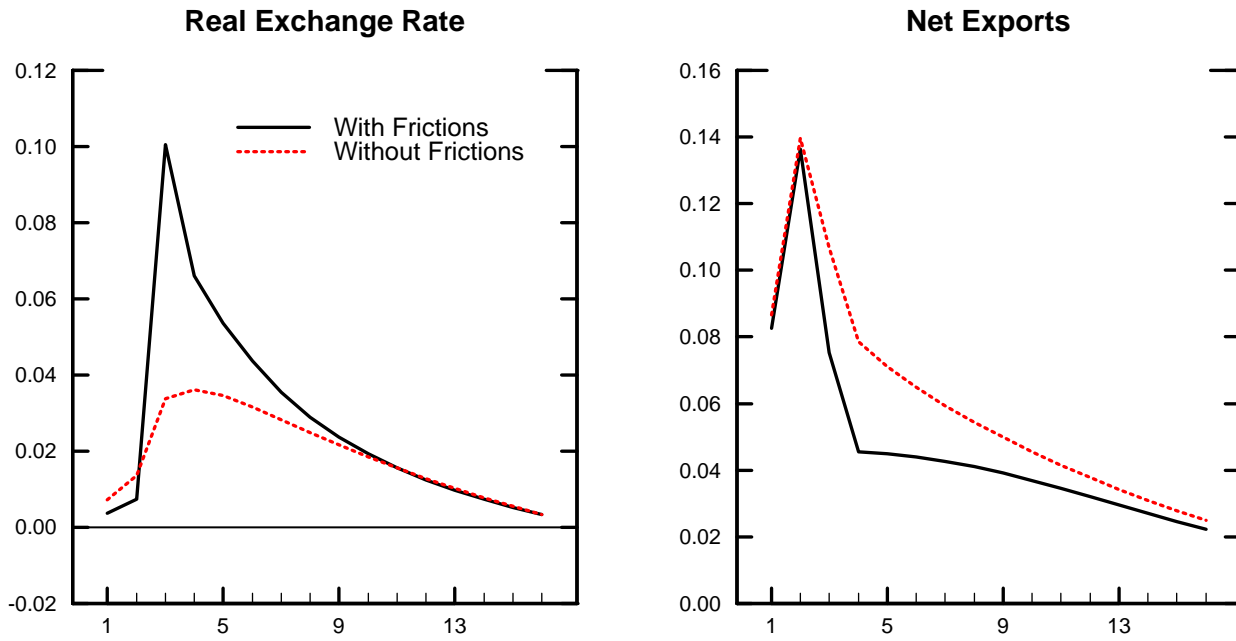 Real Exchange Rate
0.12
0.10
0.08
0.06
0.04
0.02
0.00
-0.02
With Frictions
Without Frictions
1 5 9 13
Net Exports
0.16
0.14
0.12
0.10
0.08
0.06
0.04
0.02
0.00
1 5 9 13